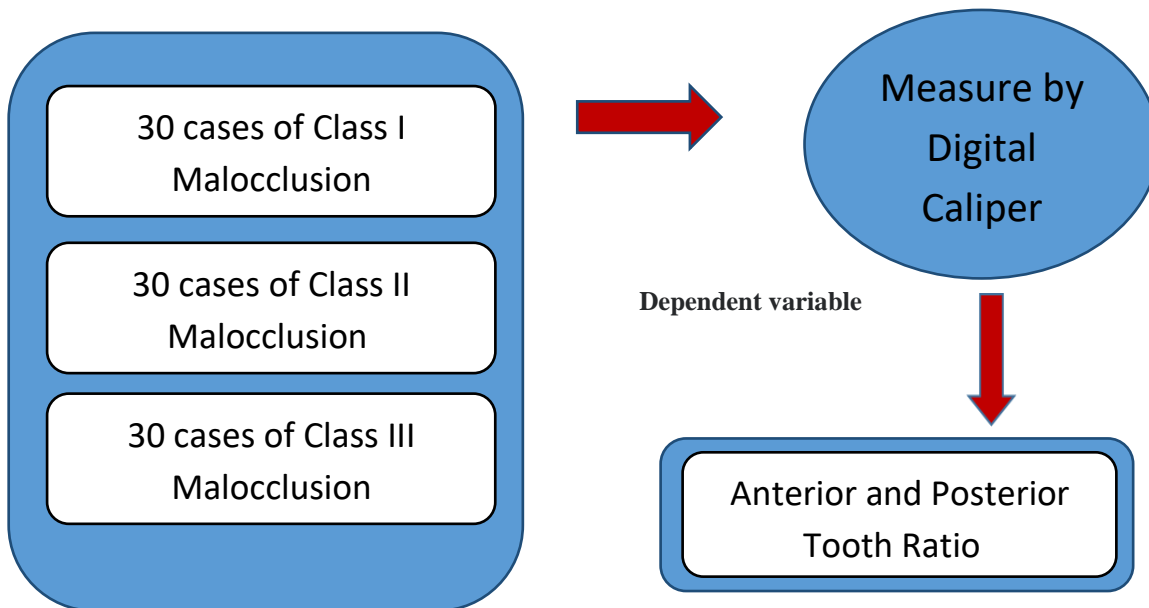 30 cases of Class I
Malocclusion
30 cases of Class II
Malocclusion
30 cases of Class III
Malocclusion
Measure by
Digital
Caliper
Dependent variable
Anterior and Posterior
Tooth Ratio